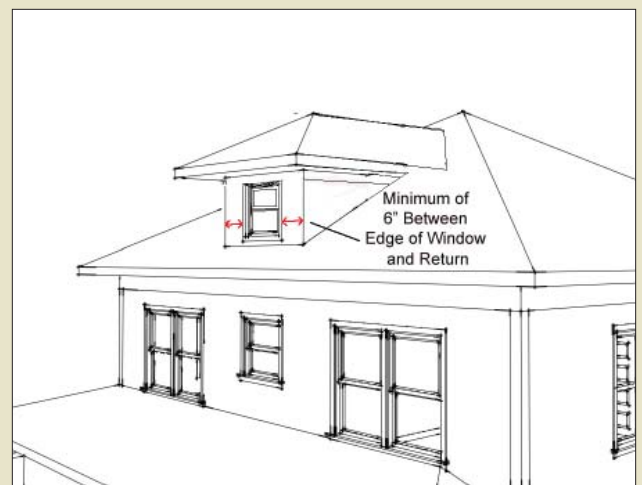 Minimum of
6" Between
Edge of Window
and Return